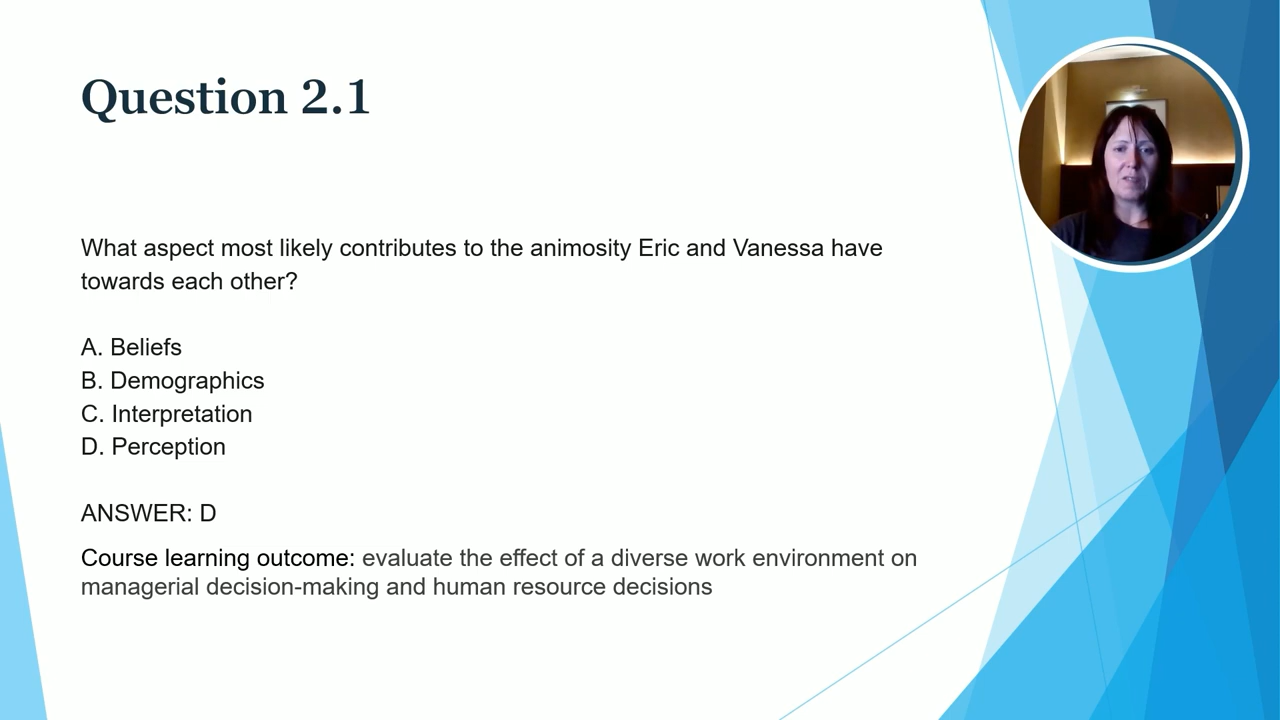 Question 2.1
What aspect most likely contributes to the animosity Eric and Vanessa have
towards each other?
A. Beliefs
B. Demographics
C. Interpretation
D. Perception
ANSWER: D
Course learning outcome: evaluate the effect of a diverse work environment on
managerial decision-making and human resource decisions